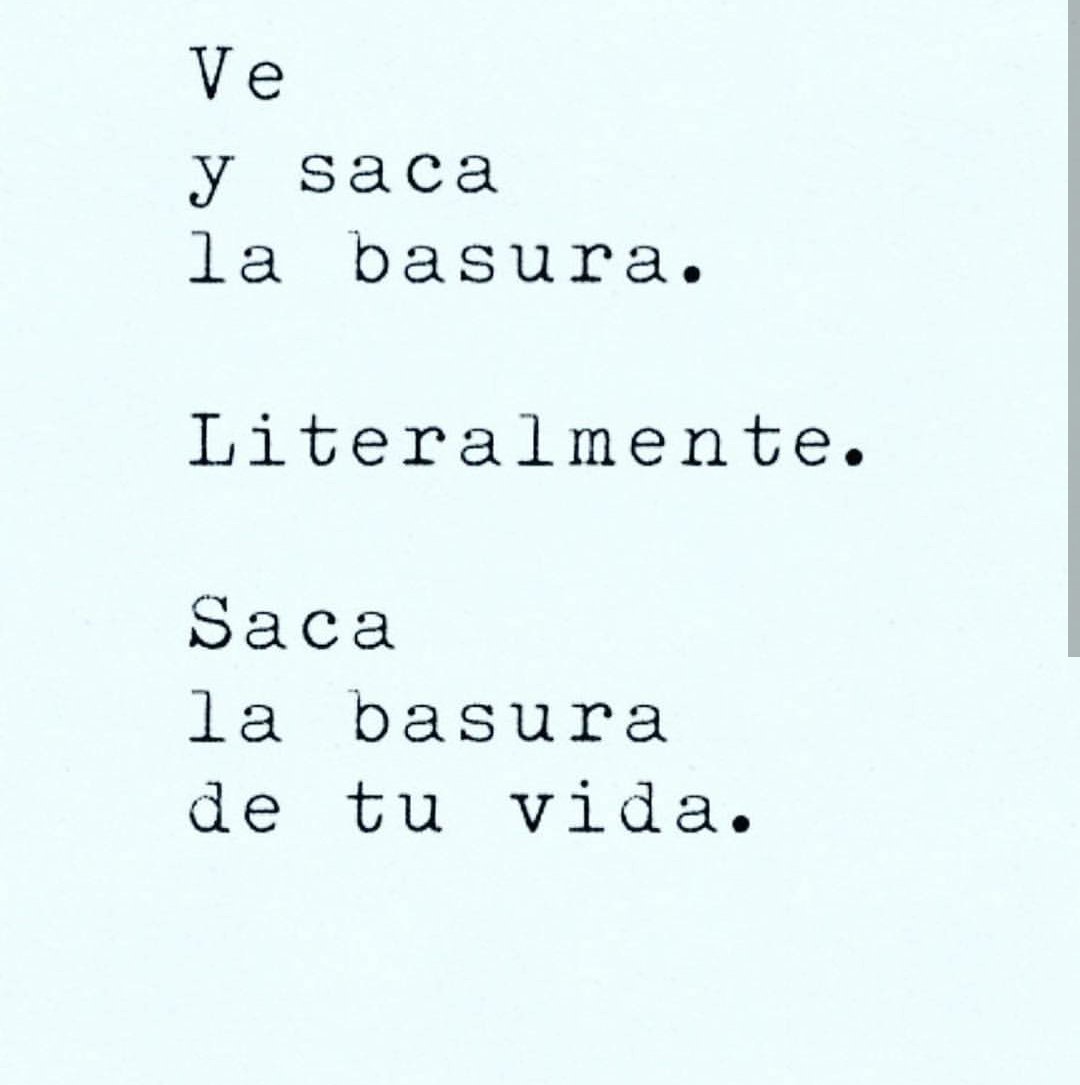 Ve
y saca
la basura.
Literalmente.
Saca
la basura
de tu vida.